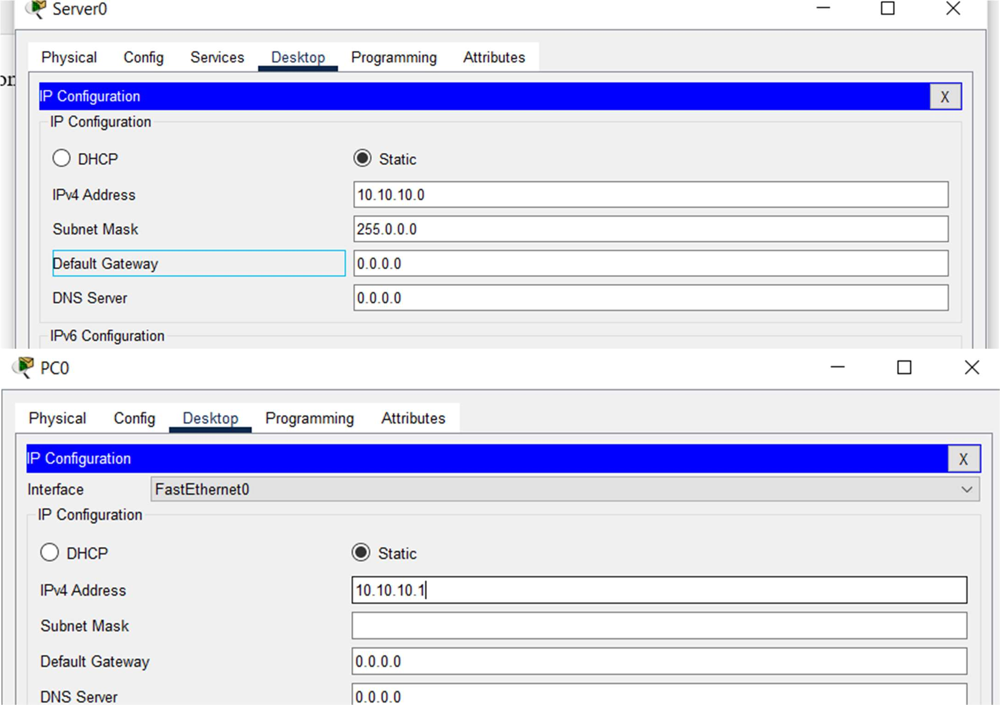 Server0
Physical Config Services Desktop Programming Attributes
on
IP Configuration X
IP Configuration
DHCP Static
IPv4 Address 10.10.10.0
Subnet Mask 255.0.0.0
Default Gateway 0.0.0.0
DNS Server 0.0.0.0
IPv6 Configuration
PC0
Physical Config Desktop Programming Attributes
IP Configuration X
Interface FastEthernet0
IP Configuration
DHCP Static
IPv4 Address 10.10.10.1
Subnet Mask
Default Gateway 0.0.0.0
DNS Server 0.0.0.0